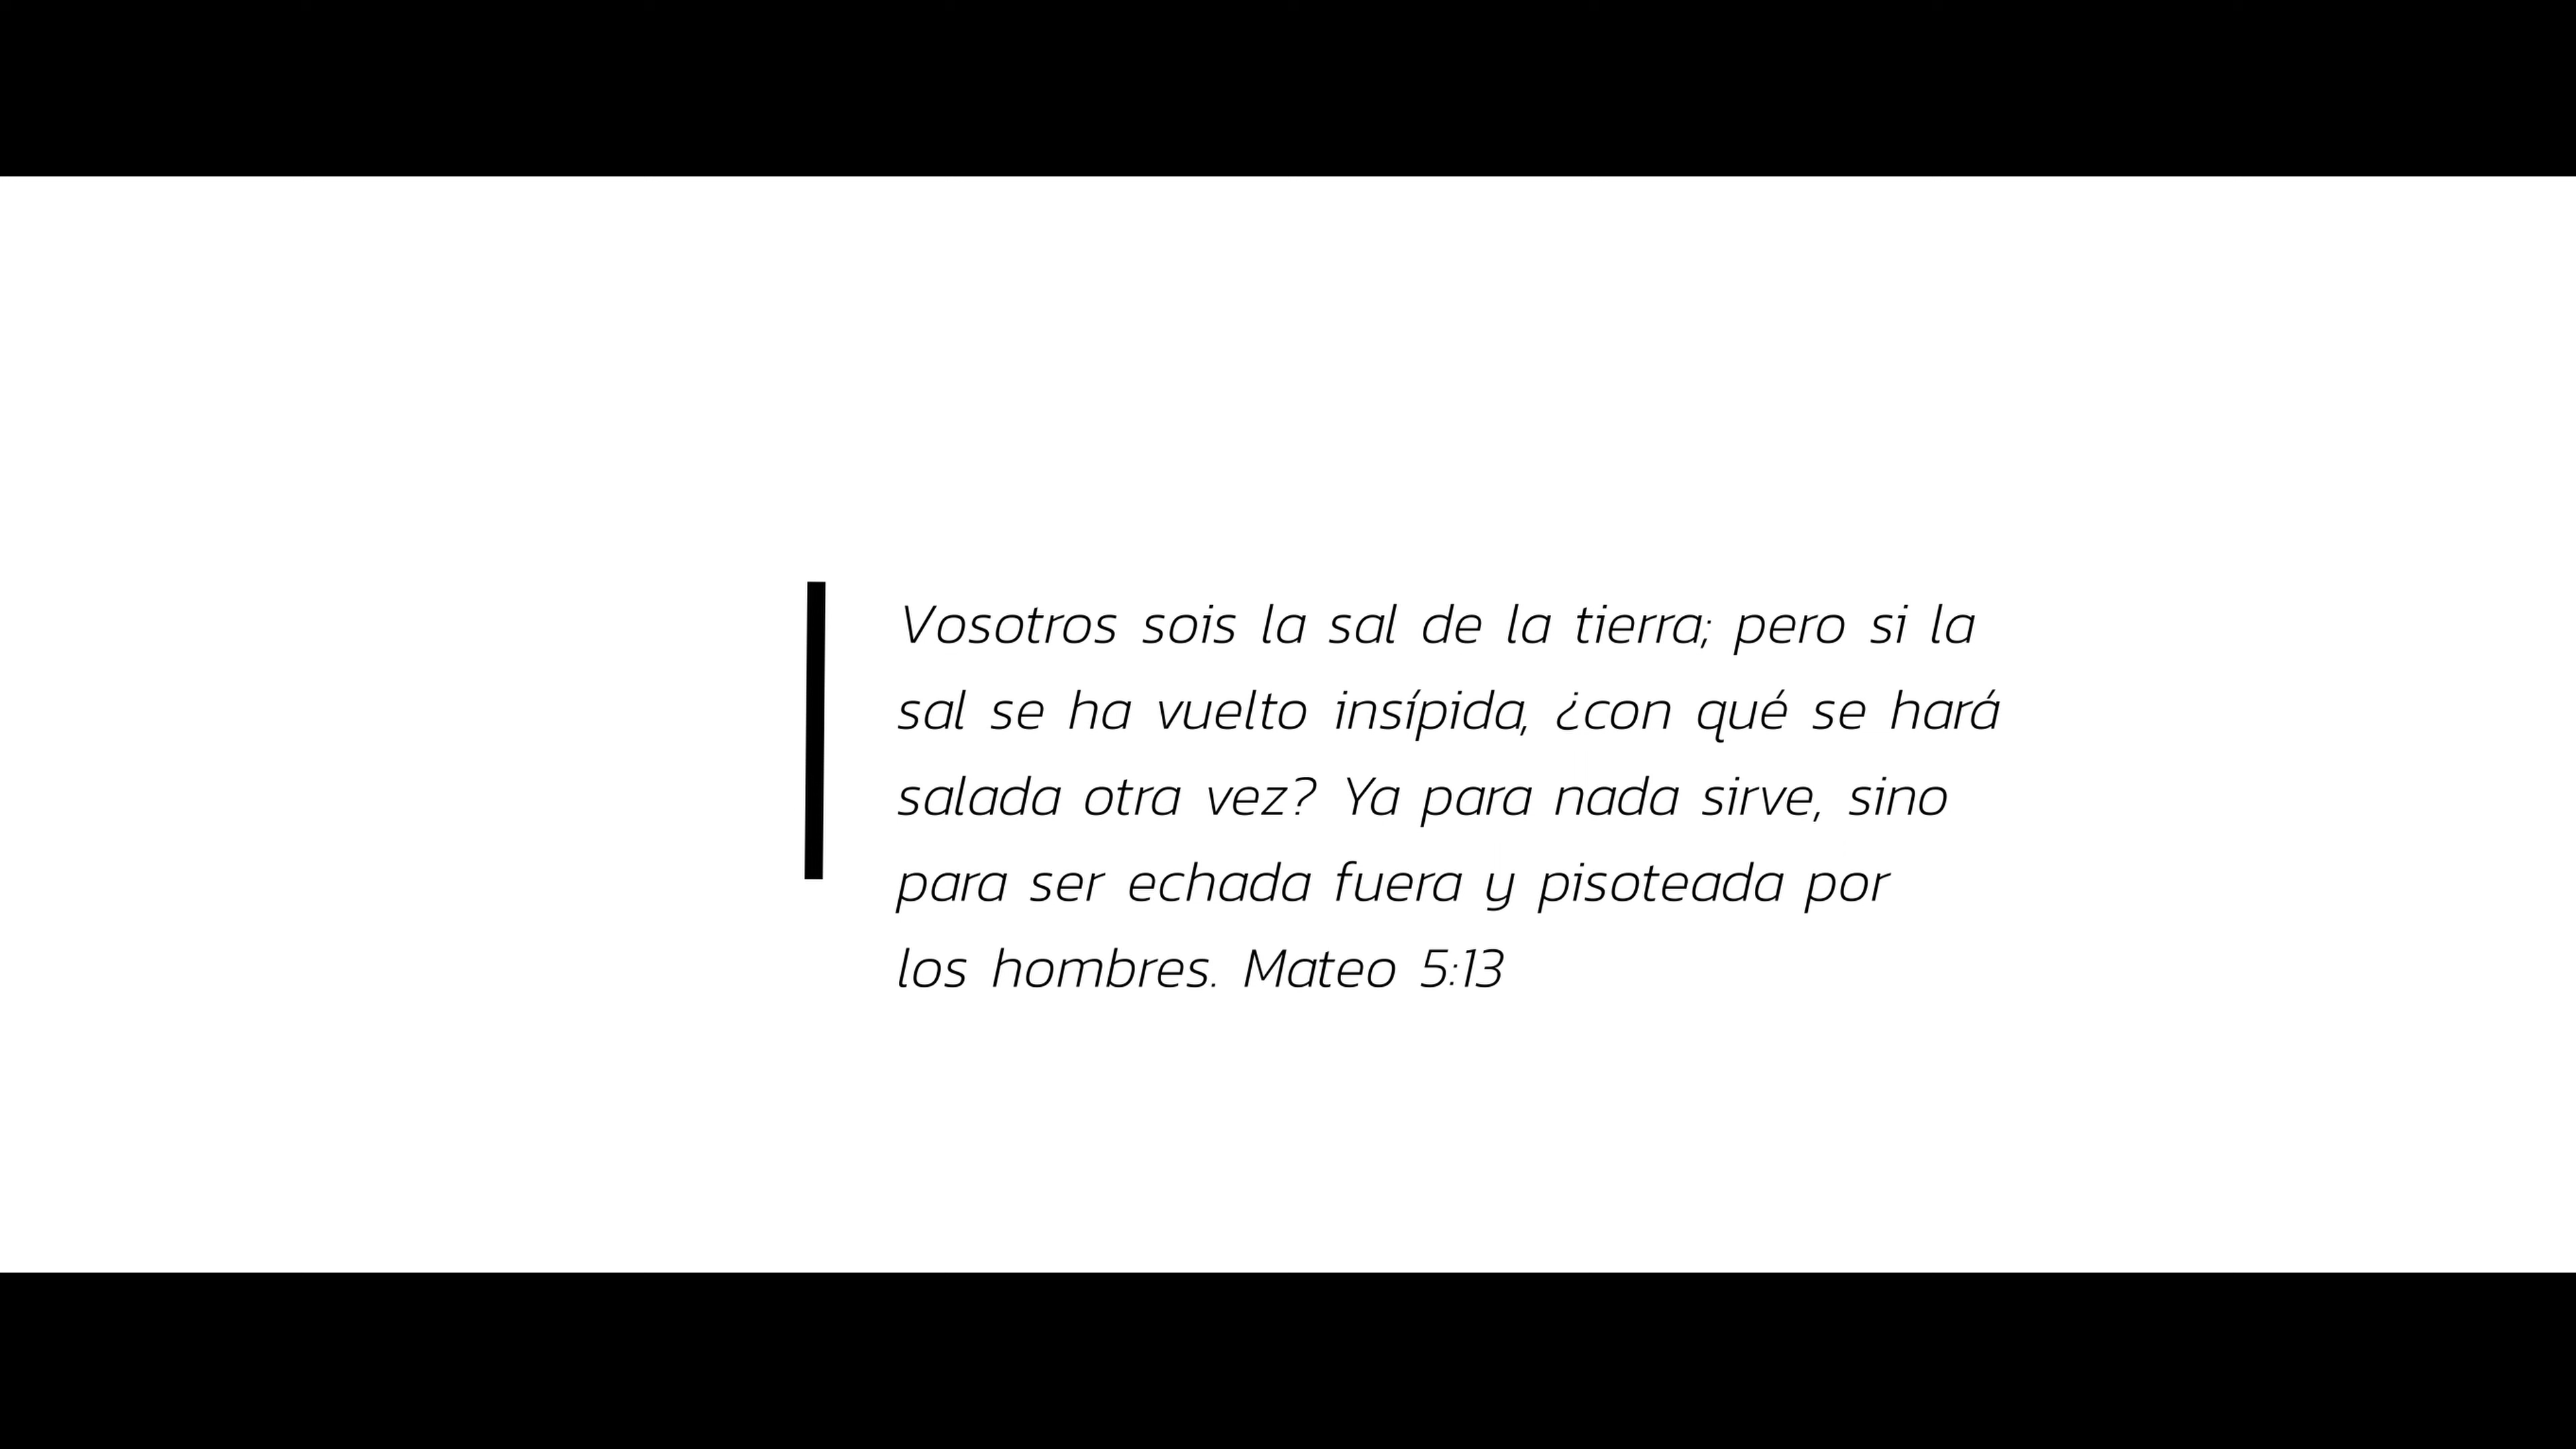 Vosotros sois la sal de la tierra; pero si la
sal se ha vuelto insípida, ¿con qué se hará
salada otra vez? Ya para nada sirve, sino
para ser echada fuera y pisoteada por
los hombres. Mateo 5:13